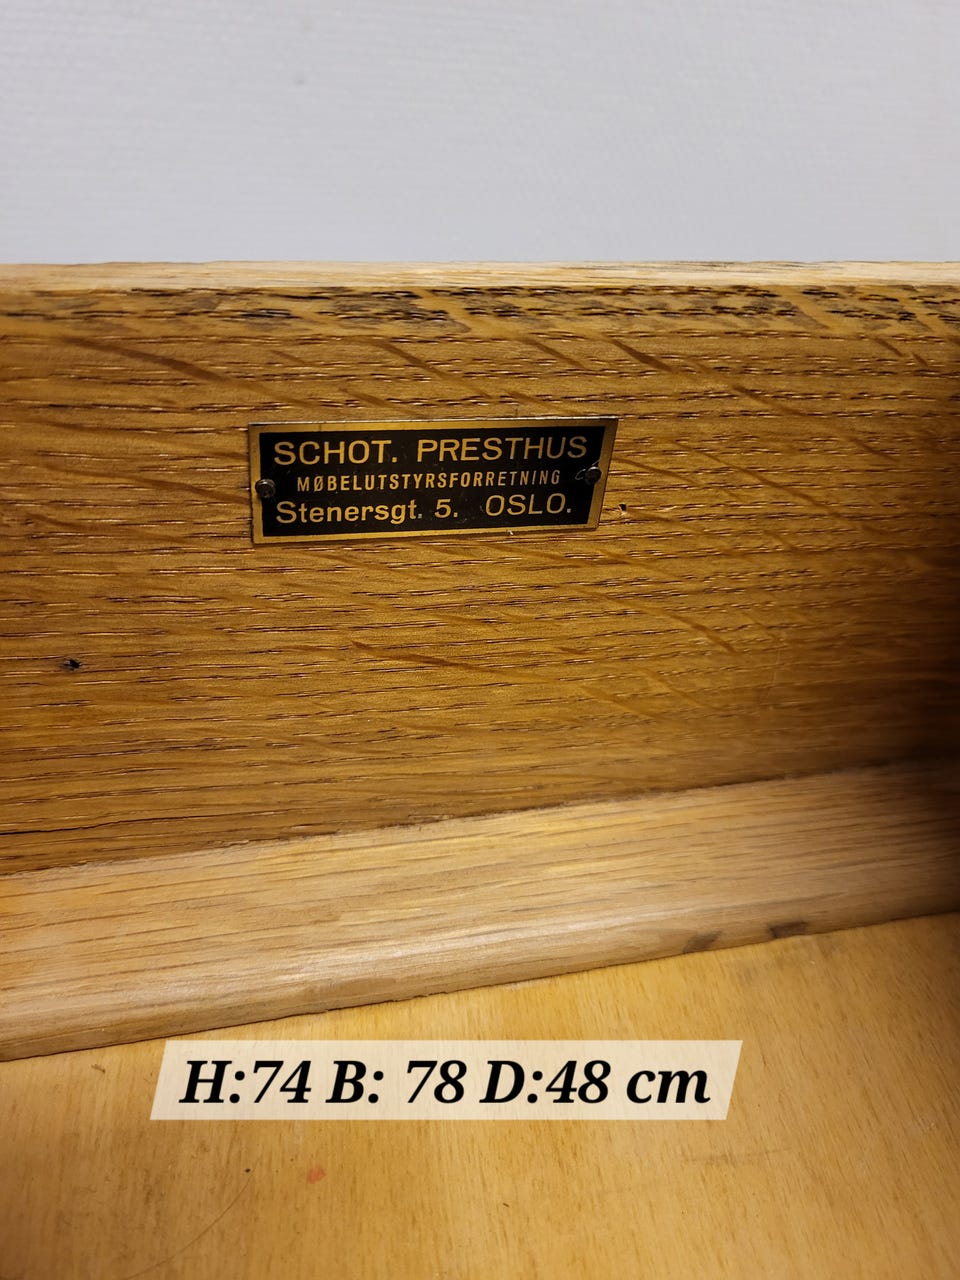 SCHOT. PRESTHUS
MØBELUTSTYRSFORRETNING
Stenersgt. 5. OSLO.
H:74 B: 78 D:48 cm